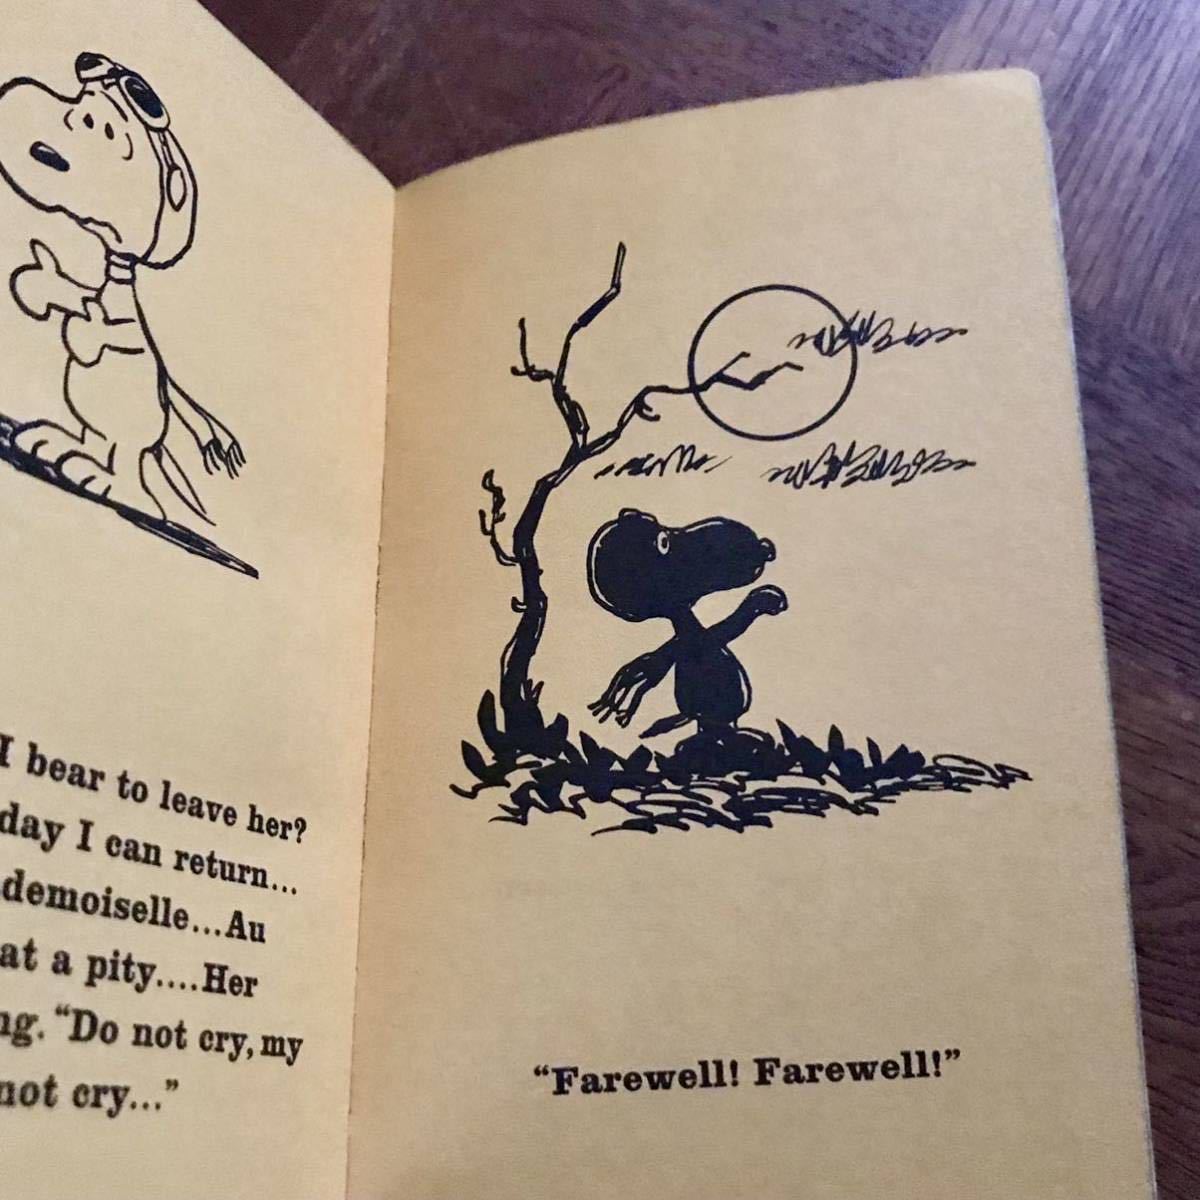 I bear to leave her?
day I can return...
demoiselle...Au
at a pity....Her
ng. “Do not cry, my
not cry...”
“Farewell! Farewell!”